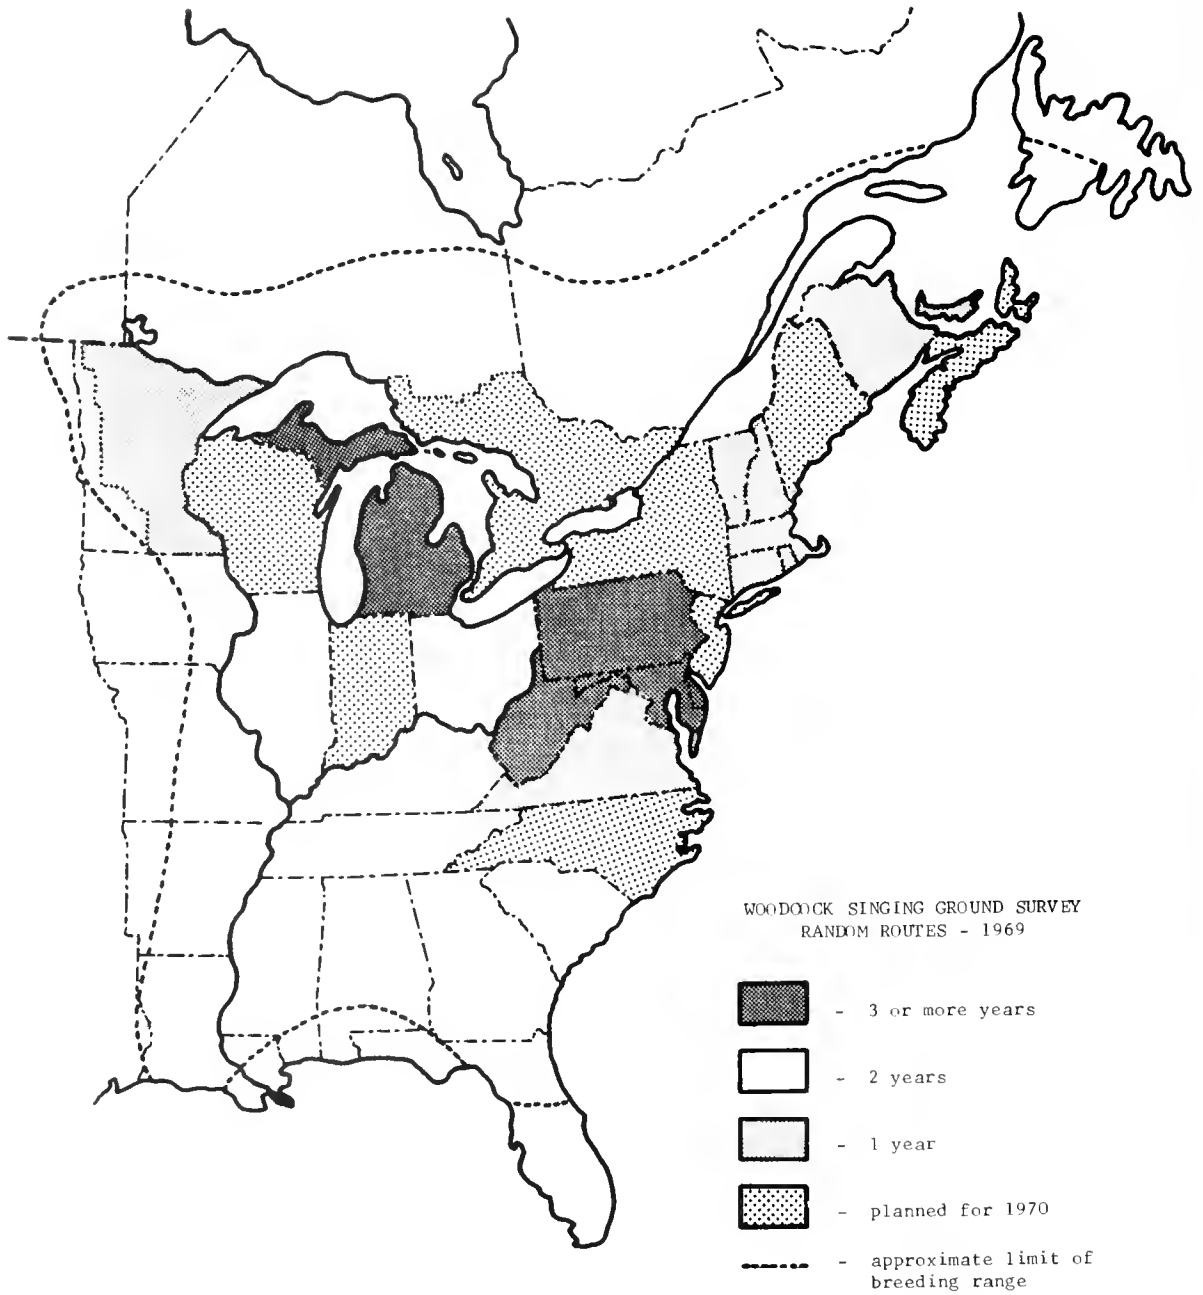 WOODCOCK SINGING GROUND SURVEY
RANDOM ROUTES - 1969
- 3 or more years
- 2 years
- 1 year
- planned for 1970
- approximate limit of
breeding range